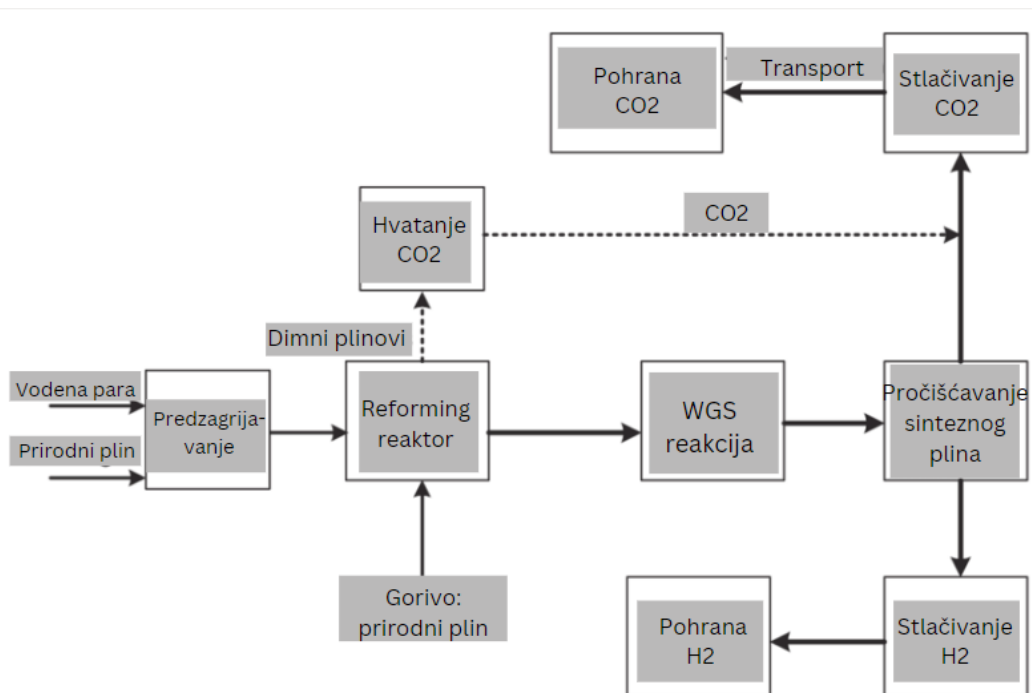 Pohrana
CO2
Transport
Stlačivanje
CO2
Hvatanje
CO2
CO2
Dimni plinovi
Vodena para
Prirodni plin
Predzagrija-
vanje
Reforming
reaktor
WGS
reakcija
Pročišćavanje
sinteznog
plina
Gorivo:
prirodni plin
Pohrana
H2
Stlačivanje
H2